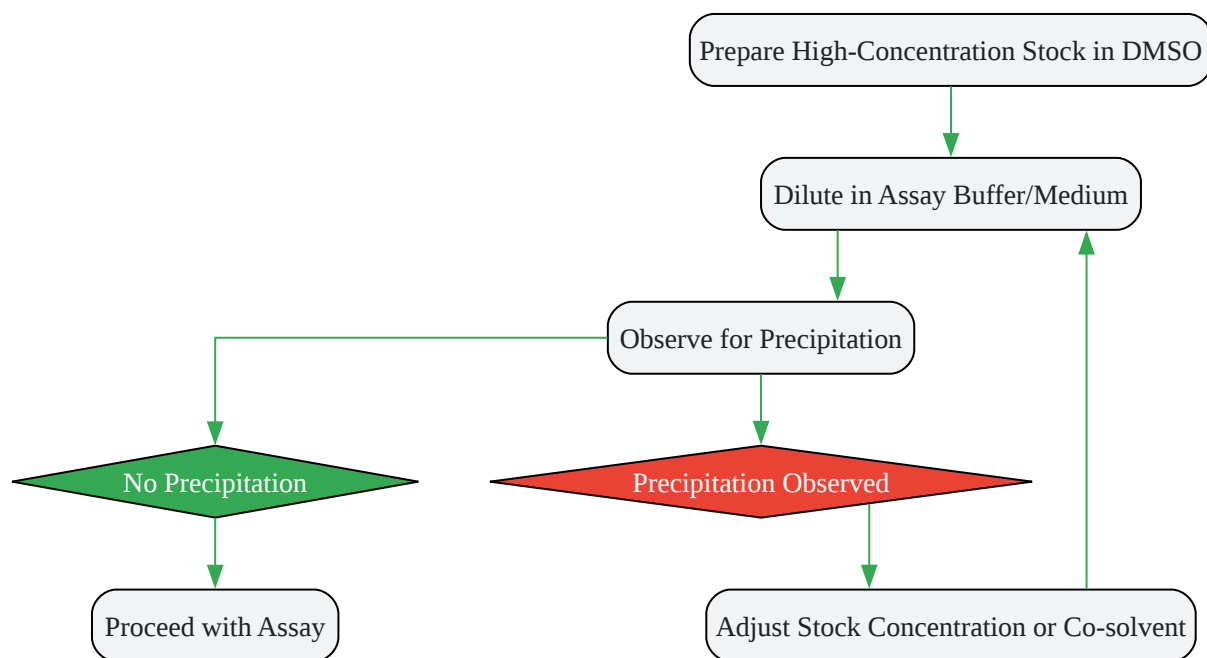 Prepare High-Concentration Stock in DMSO
Dilute in Assay Buffer/Medium
Observe for Precipitation
No Precipitation
Precipitation Observed
Proceed with Assay
Adjust Stock Concentration or Co-solvent